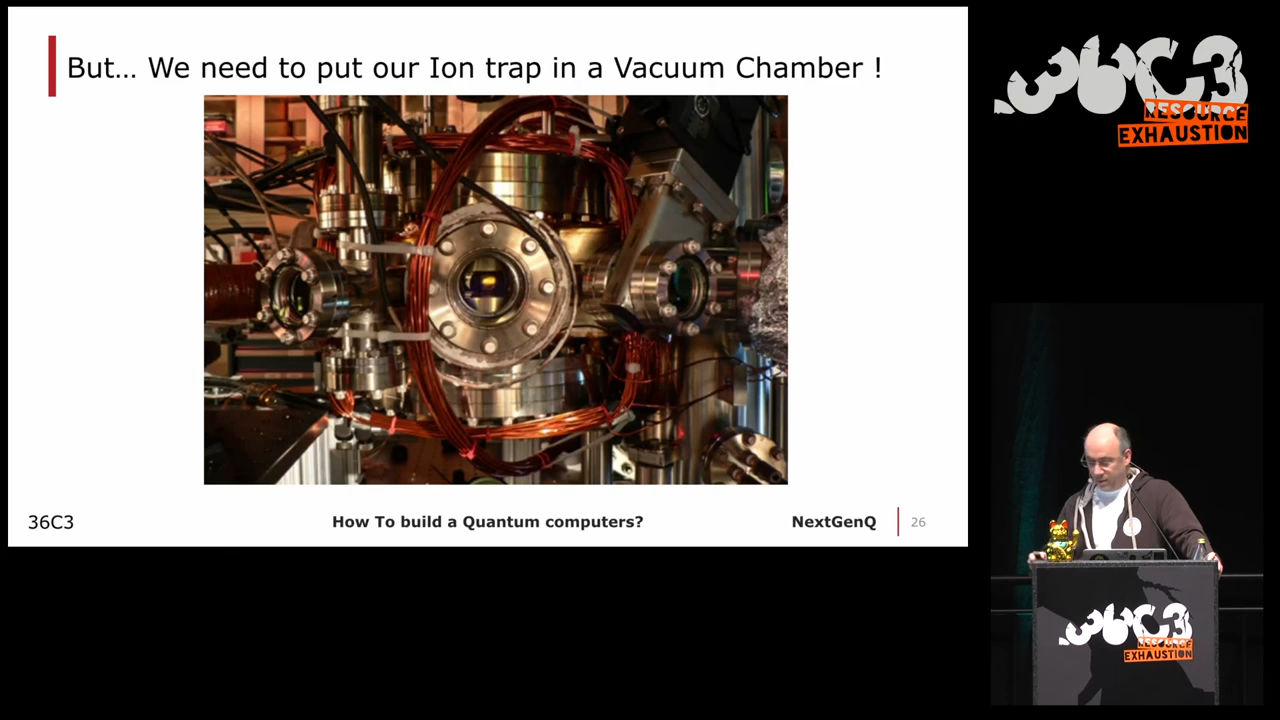 But... We need to put our Ion trap in a Vacuum Chamber !
36C3
How To build a Quantum computers?
NextGenQ
26
36C3
RESOURCE
EXHAUSTION
36C3
RESOURCE
EXHAUSTION